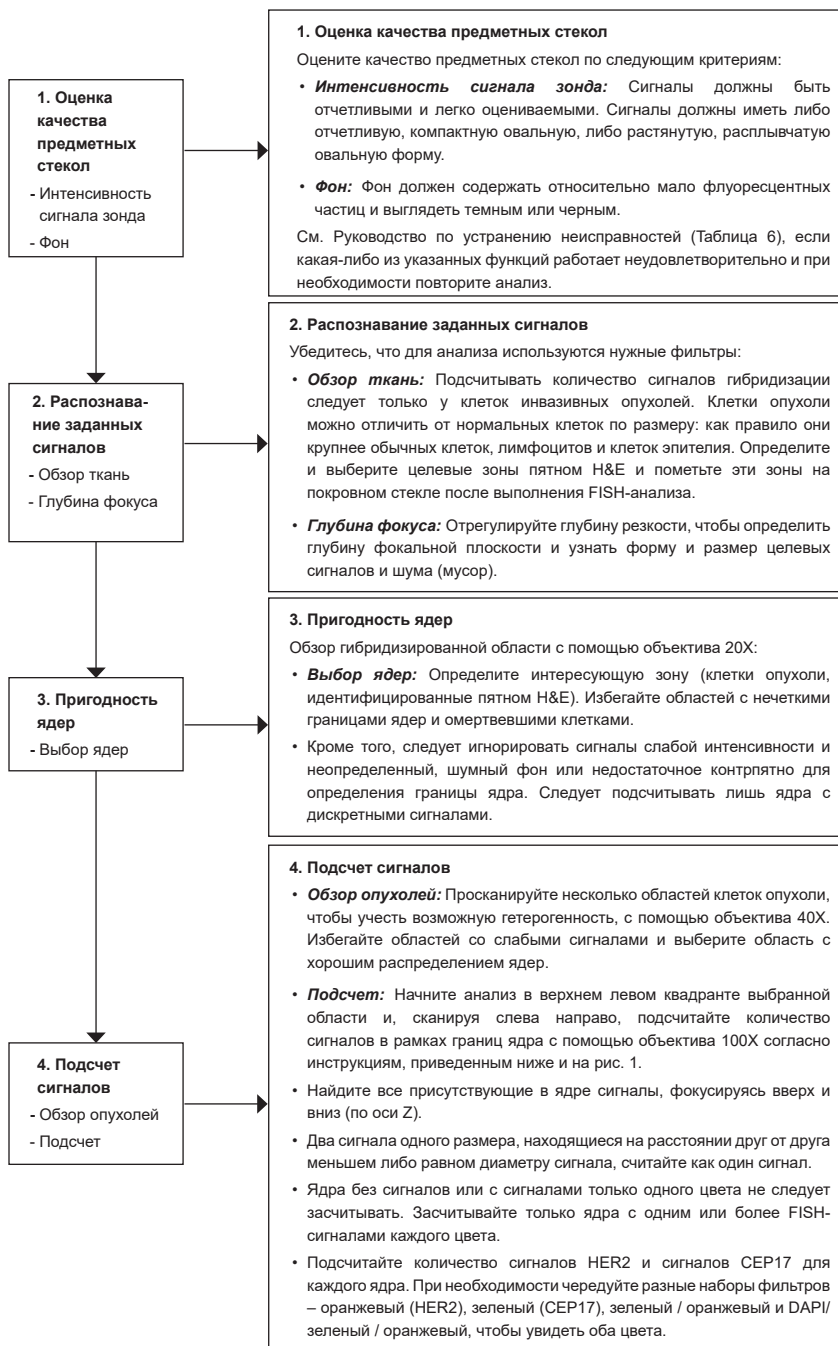 1. Оценка
качества
предметных
стекол
- Интенсивность
сигнала зонда
- Фон
1. Оценка качества предметных стекол
Оцените качество предметных стекол по следующим критериям:
• Интенсивность сигнала зонда: Сигналы должны быть
отчетливыми и легко оцениваемыми. Сигналы должны иметь либо
отчетливую, компактную овальную, либо растянутую, расплывчатую
овальную форму.
• Фон: Фон должен содержать относительно мало флуоресцентных
частиц и выглядеть темным или черным.
См. Руководство по устранению неисправностей (Таблица 6), если
какая-либо из указанных функций работает неудовлетворительно и при
необходимости повторите анализ.
2. Распознава-
ние заданных
сигналов
- Обзор ткань
- Глубина фокуса
2. Распознавание заданных сигналов
Убедитесь, что для анализа используются нужные фильтры:
• Обзор ткань: Подсчитывать количество сигналов гибридизации
следует только у клеток инвазивных опухолей. Клетки опухоли
можно отличить от нормальных клеток по размеру: как правило они
крупнее обычных клеток, лимфоцитов и клеток эпителия. Определите
и выберите целевые зоны пятном H&E и пометьте эти зоны на
покровном стекле после выполнения FISH-анализа.
• Глубина фокуса: Отрегулируйте глубину резкости, чтобы определить
глубину фокальной плоскости и узнать форму и размер целевых
сигналов и шума (мусор).
3. Пригодность
ядер
- Выбор ядер
3. Пригодность ядер
Обзор гибридизированной области с помощью объектива 20X:
• Выбор ядер: Определите интересующую зону (клетки опухоли,
идентифицированные пятном H&E). Избегайте областей с нечеткими
границами ядер и омертвевшими клетками.
• Кроме того, следует игнорировать сигналы слабой интенсивности и
неопределенный, шумный фон или недостаточное контрпятно для
определения границы ядра. Следует подсчитывать лишь ядра с
дискретными сигналами.
4. Подсчет
сигналов
- Обзор опухолей
- Подсчет
4. Подсчет сигналов
• Обзор опухолей: Просканируйте несколько областей клеток опухоли,
чтобы учесть возможную гетерогенность, с помощью объектива 40X.
Избегайте областей со слабыми сигналами и выберите область с
хорошим распределением ядер.
• Подсчет: Начните анализ в верхнем левом квадранте выбранной
области и, сканируя слева направо, подсчитайте количество
сигналов в рамках границ ядра с помощью объектива 100X согласно
инструкциям, приведенным ниже и на рис. 1.
• Найдите все присутствующие в ядре сигналы, фокусируясь вверх и
вниз (по оси Z).
• Два сигнала одного размера, находящиеся на расстоянии друг от друга
меньшем либо равном диаметру сигнала, считайте как один сигнал.
• Ядра без сигналов или с сигналами только одного цвета не следует
засчитывать. Засчитывайте только ядра с одним или более FISH-
сигналами каждого цвета.
• Подсчитайте количество сигналов HER2 и сигналов CEP17 для
каждого ядра. При необходимости чередуйте разные наборы фильтров
– оранжевый (HER2), зеленый (CEP17), зеленый / оранжевый и DAPI/
зеленый / оранжевый, чтобы увидеть оба цвета.